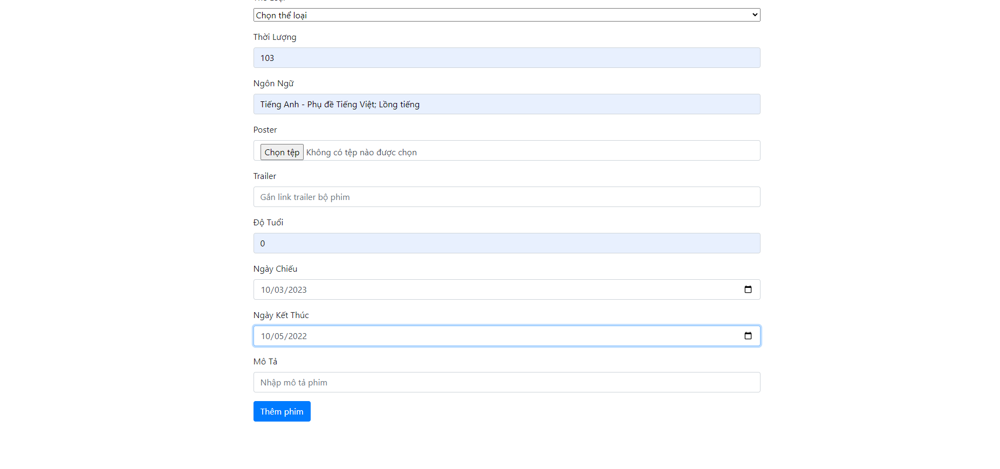 Chọn thể loại
Thời Lượng
103
Ngôn Ngữ
Tiếng Anh - Phụ đề Tiếng Việt; Lồng tiếng
Poster
Chọn tệp Không có tệp nào được chọn
Trailer
Gắn link trailer bộ phim
Độ Tuổi
0
Ngày Chiếu
10/03/2023
Ngày Kết Thúc
10/05/2022
Mô Tả
Nhập mô tả phim
Thêm phim